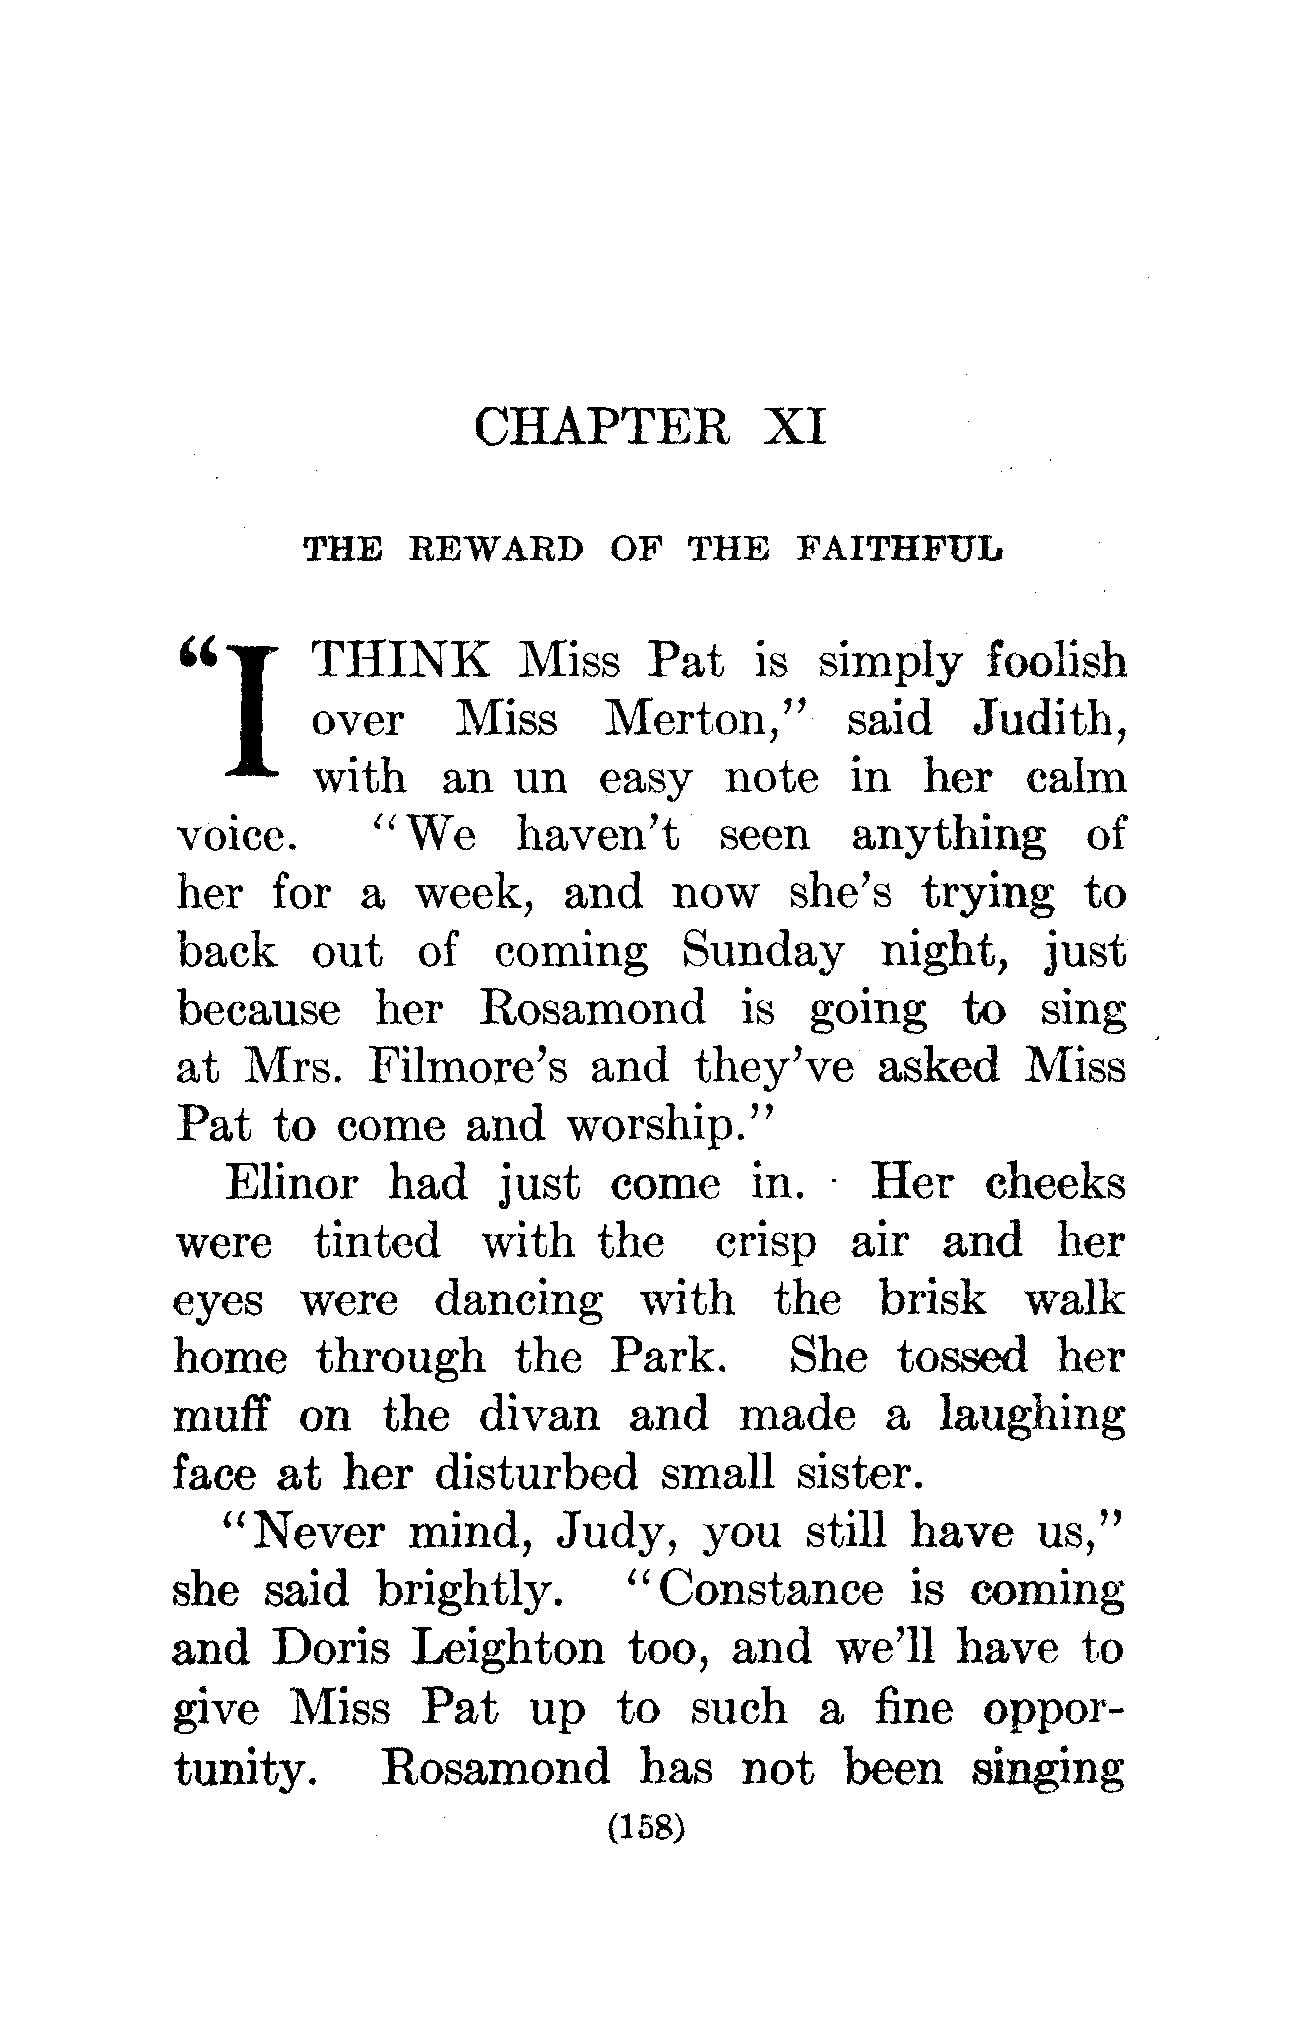 CHAPTER XI
THE REWARD OF THE FAITHFUL
“I THINK Miss Pat is simply foolish
over Miss Merton,” said Judith,
with an un easy note in her calm
voice. “We haven’t seen anything of
her for a week, and now she’s trying to
back out of coming Sunday night, just
because her Rosamond is going to sing
at Mrs. Filmore’s and they’ve asked Miss
Pat to come and worship.”
Elinor had just come in. Her cheeks
were tinted with the crisp air and her
eyes were dancing with the brisk walk
home through the Park. She tossed her
muff on the divan and made a laughing
face at her disturbed small sister.
“Never mind, Judy, you still have us,”
she said brightly. “Constance is coming
and Doris Leighton too, and we’ll have to
give Miss Pat up to such a fine oppor-
tunity. Rosamond has not been singing
(158)